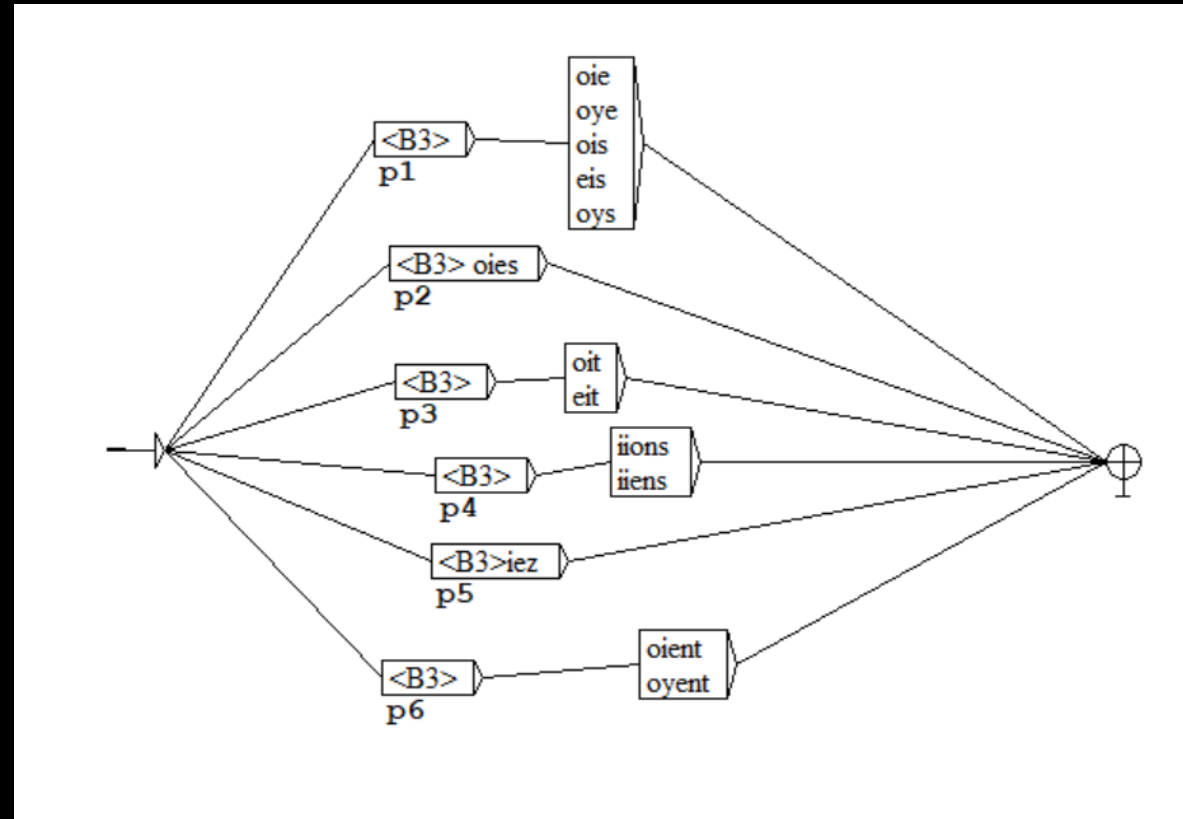 <B3>
p1
oie
oye
ois
eis
oys
<B3> oies
p2
<B3>
p3
oit
eit
<B3>
p4
iions
iiens
<B3>iez
p5
<B3>
p6
oient
oyent